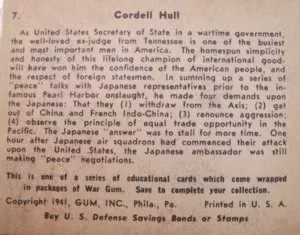 7. Cordell Hull
As United States Secretary of State in a wartime government,
the well-loved ex-judge from Tennessee is one of the busiest
and most important men in America. The homespun simplicity
and honesty of this lifelong champion of international good-
will have won him the confidence of the American people, and
the respect of foreign statesmen. In summing up a series of
"peace" talks with Japanese representatives prior to the in-
famous Pearl Harbor onslaught, he made four demands upon
the Japanese: That they (1) withdraw from the Axis; (2) get
out of China and French Indo-China; (3) renounce aggression;
(4) observe the principle of equal trade opportunity in the
Pacific. The Japanese "answer" was to stall for more time. One
hour after Japanese air squadrons had commenced their attack
upon the United States, the Japanese ambassador was still
making "peace" negotiations.
This is one of a series of educational cards which come wrapped
in packages of War Gum. Save to complete your collection.
Copyright 1941, GUM, INC., Phila., Pa. Printed in U. S. A.
Buy U. S. Defense Savings Bonds or Stamps